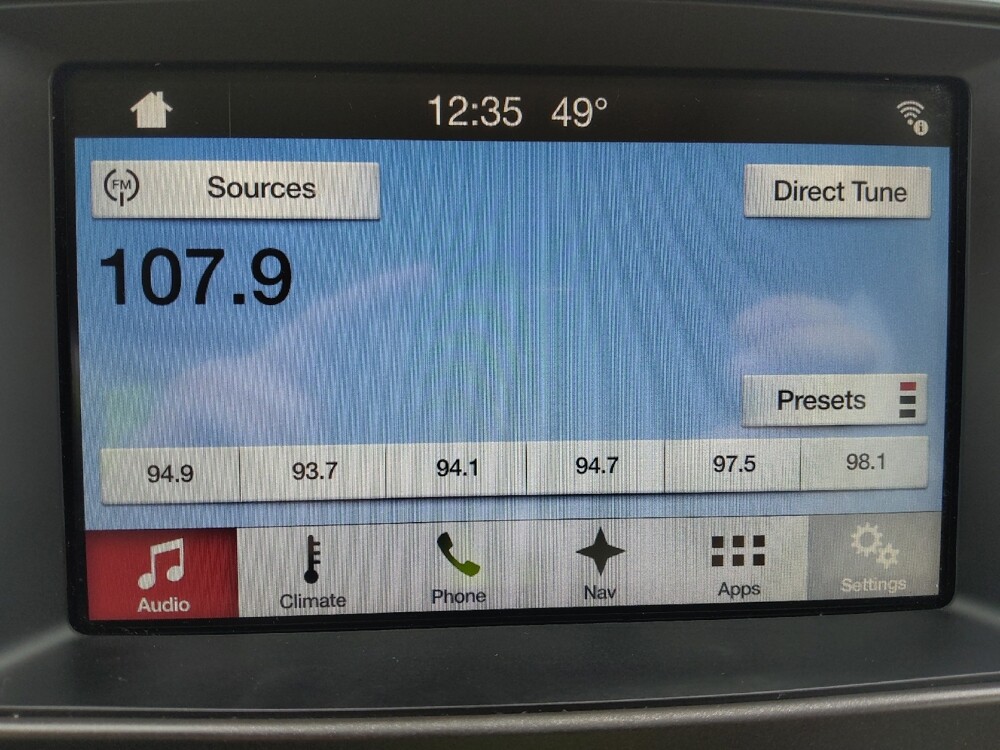 12:35 49°
FM Sources
Direct Tune
107.9
Presets
94.9 93.7 94.1 94.7 97.5 98.1
Audio Climate Phone Nav Apps Settings